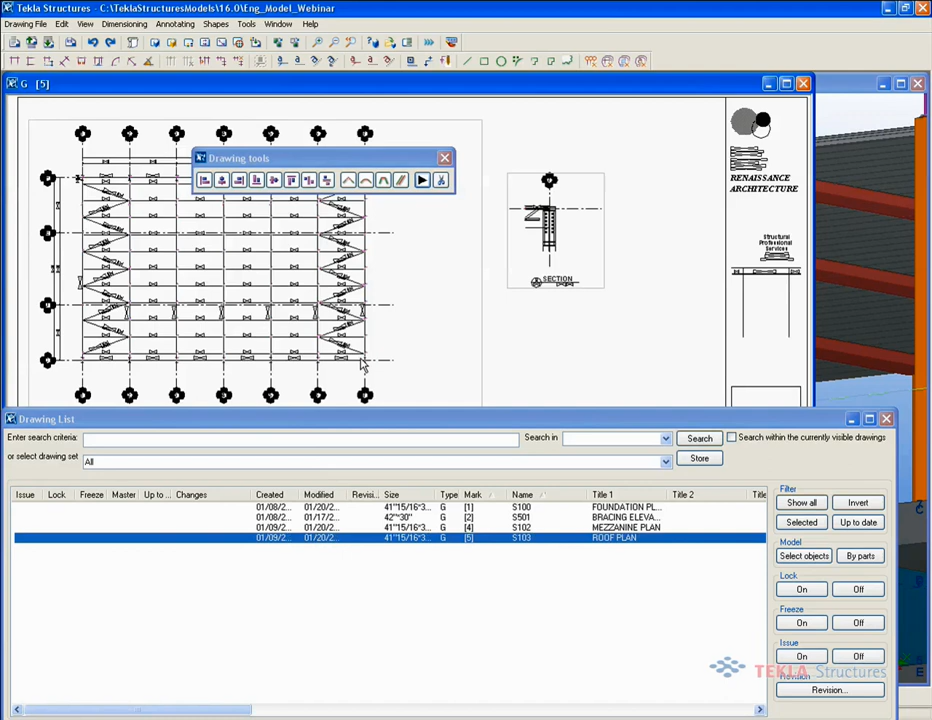 Tekla Structures - C:\TeklaStructuresModels\16.0\Eng_Model_Webinar
Drawing File Edit View Dimensioning Annotating Shapes Tools Window Help
G [5]
Drawing tools
RENAISSANCE
ARCHITECTURE
Structural
Professional
Services
SECTION
Drawing List
Enter search criteria: Search in Search Search within the currently visible drawings
or select drawing set All Store
Issue Lock Freeze Master Up to ... Changes Created Modified Revisi... Size Type Mark Name Title 1 Title 2 Title
01/08/2... 01/20/2... 41"15/16*3... G [1] S100 FOUNDATION PL...
01/08/2... 01/17/2... 42"*30" G [2] S501 BRACING ELEVA...
01/09/2... 01/20/2... 41"15/16*3... G [4] S102 MEZZANINE PLAN
01/09/2... 01/20/2... 41"15/16*3... G [5] S103 ROOF PLAN
Filter
Show all Invert
Selected Up to date
Model
Select objects By parts
Lock
On Off
Freeze
On Off
Issue
On Off
TEKLA Structures
Revision
Revision...